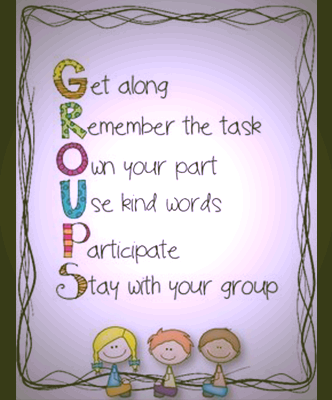 Get along
Remember the task
Own your part
Use kind words
Participate
Stay with your group